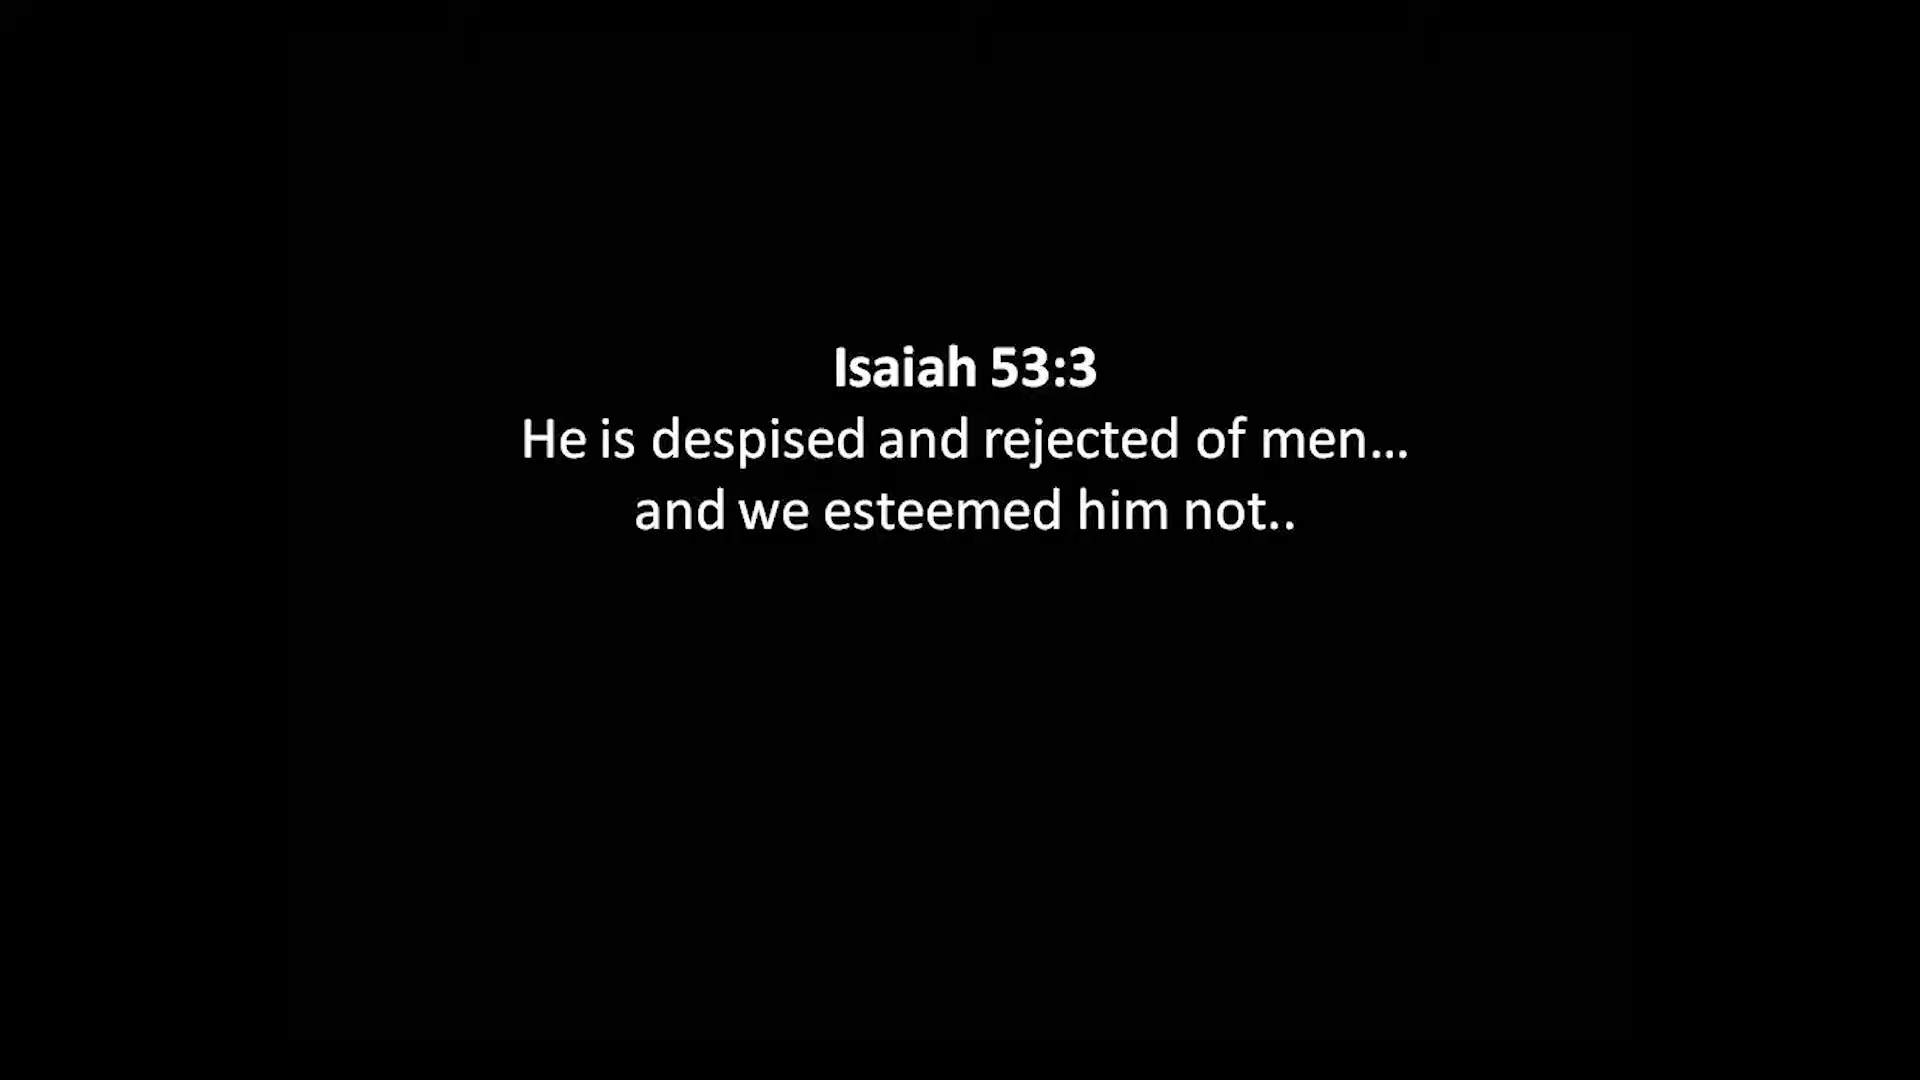 Isaiah 53:3
He is despised and rejected of men...
and we esteemed him not..